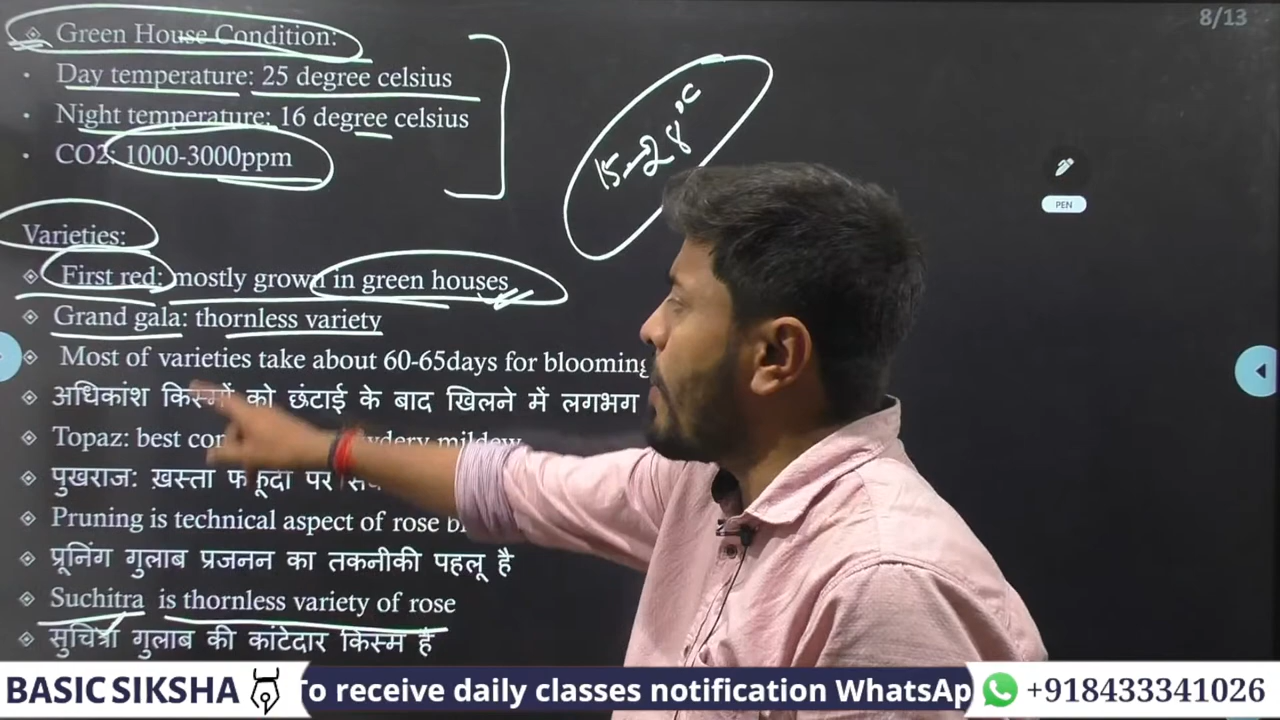 8/13
Green House Condition:
Day temperature: 25 degree celsius
Night temperature: 16 degree celsius
CO2: 1000-3000ppm
15-28°C
PEN
Varieties:
First red: mostly grown in green houses
Grand gala: thornless variety
Most of varieties take about 60-65days for blooming
अधिकांश किस्मों को छंटाई के बाद खिलने में लगभग
Topaz: best mildew
पुखराज: ख़स्ता फफूंदी पर
Pruning is technical aspect of rose
प्रूनिंग गुलाब प्रजनन का तकनीकी पहलू है
Suchitra is thornless variety of rose
सुचित्रा गुलाब की कांटेदार किस्म है
BASIC SIKSHA To receive daily classes notification WhatsAp +918433341026